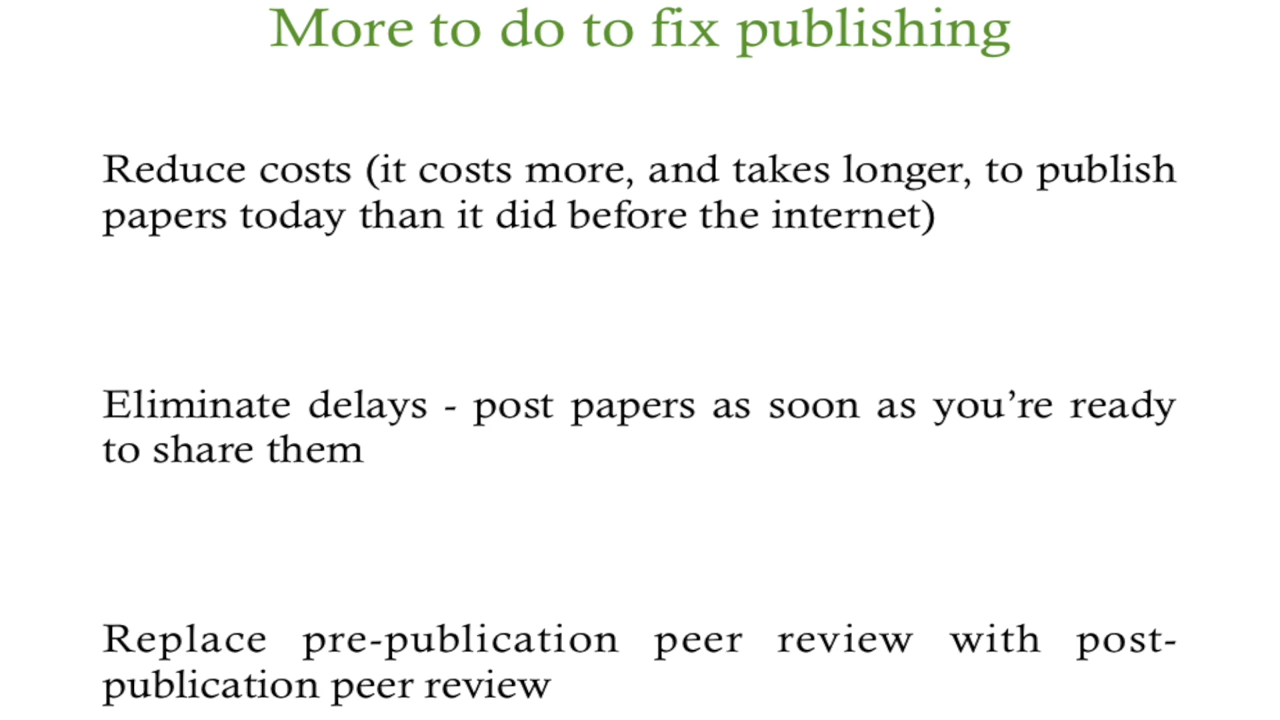 More to do to fix publishing
Reduce costs (it costs more, and takes longer, to publish
papers today than it did before the internet)
Eliminate delays - post papers as soon as you’re ready
to share them
Replace pre-publication peer review with post-
publication peer review